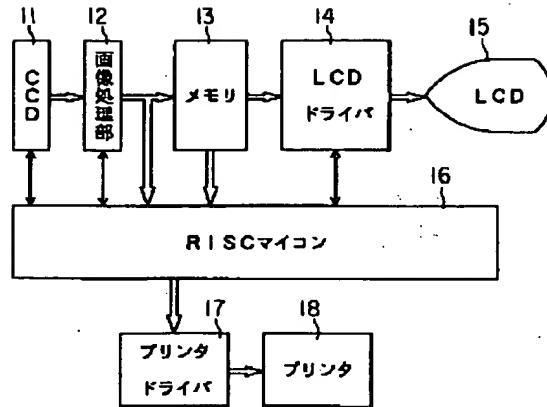 11
12
13
14
15
CCD
画像処理部
メモリ
LCD
ドライバ
LCD
16
RISCマイコン
17
18
プリンタ
ドライバ
プリンタ